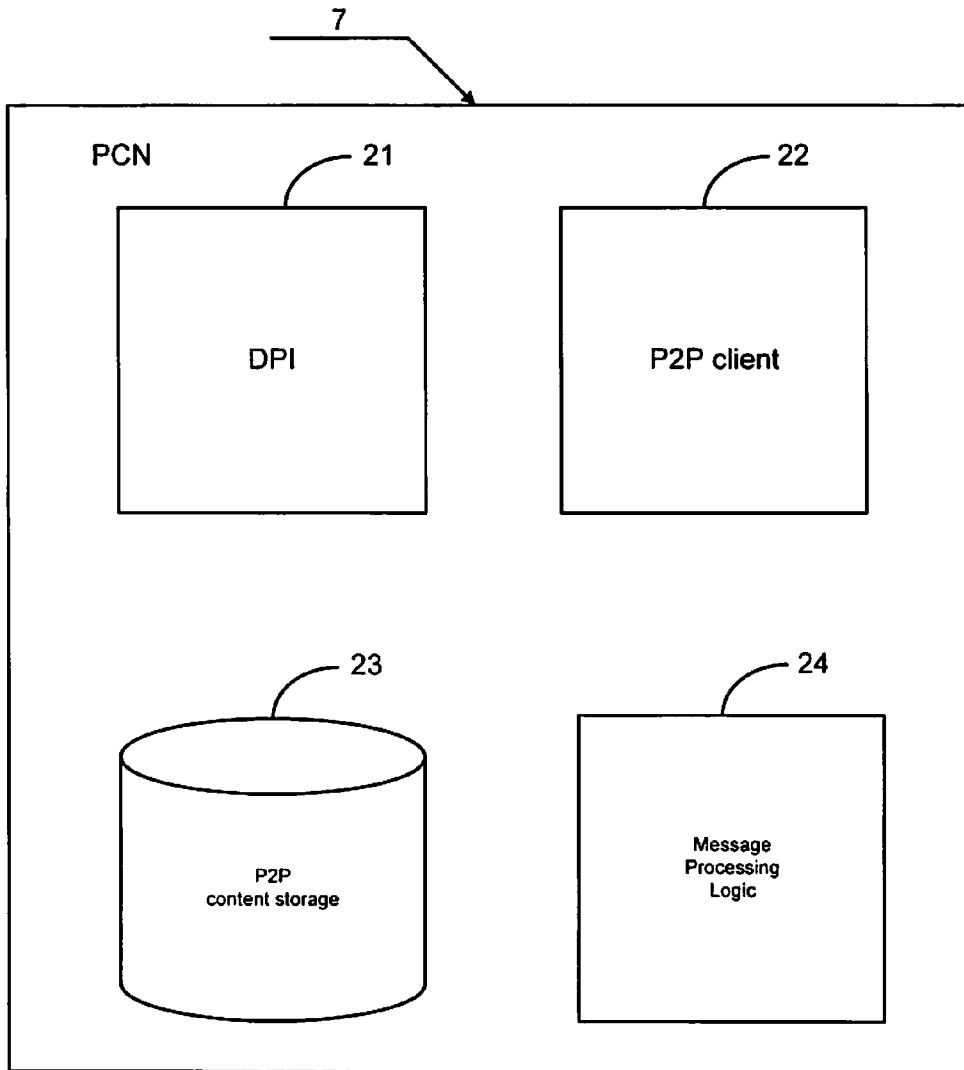 7
PCN
21
22
DPI
P2P client
23
24
P2P
content storage
Message
Processing
Logic